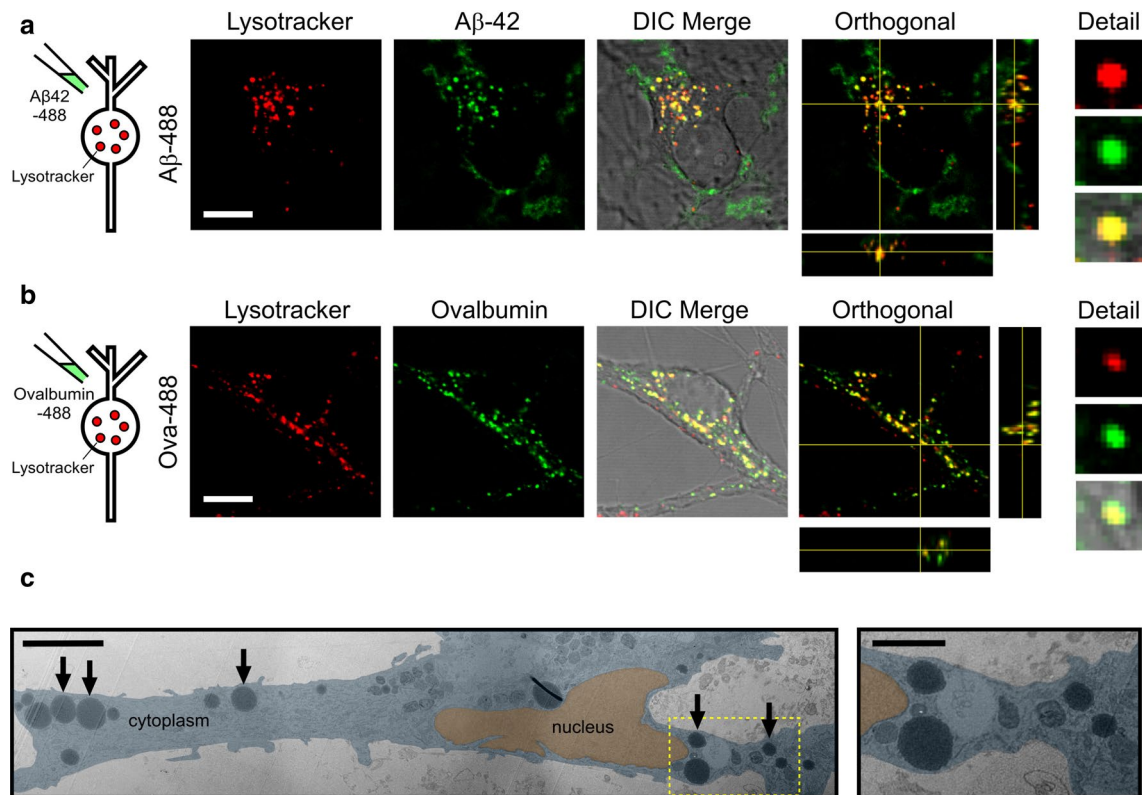 a
Lysotracker
Aβ-42
DIC Merge
Orthogonal
Detail
Aβ42
-488
Lysotracker
Aβ-488
b
Lysotracker
Ovalbumin
DIC Merge
Orthogonal
Detail
Ovalbumin
-488
Lysotracker
Ova-488
c
cytoplasm
nucleus